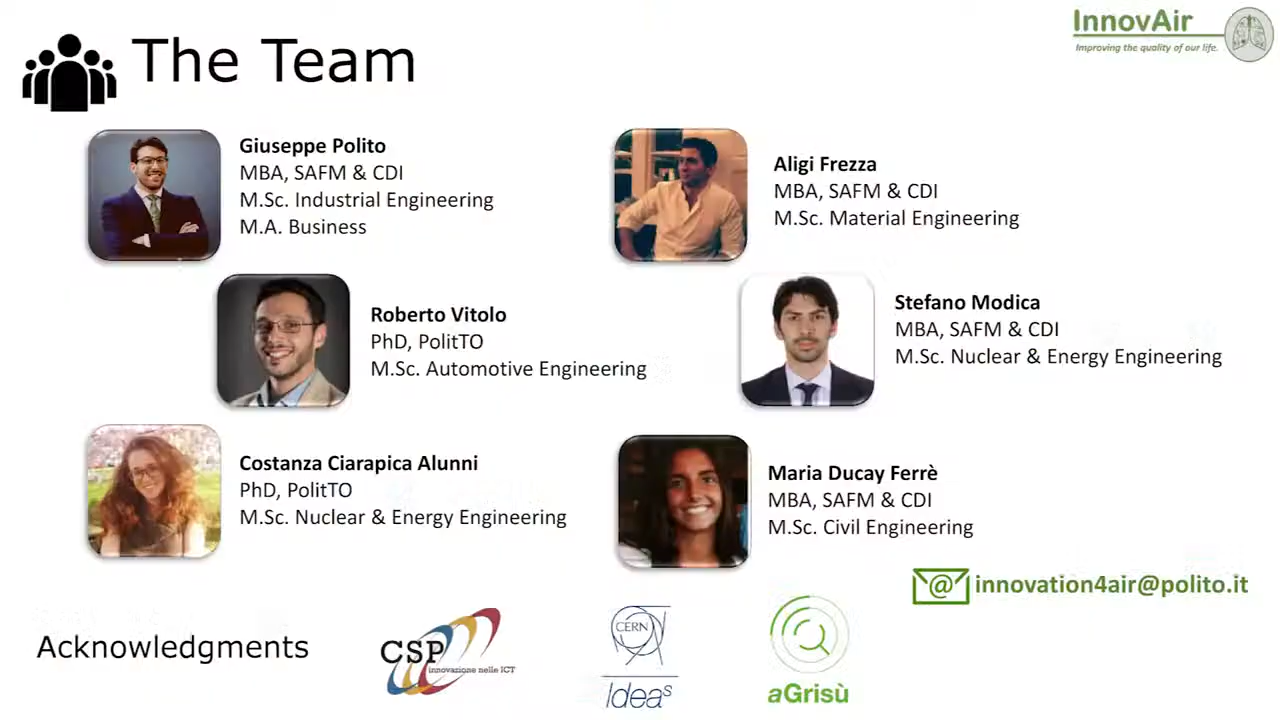 The Team
InnovAir
Improving the quality of our life.
Giuseppe Polito
MBA, SAFM & CDI
M.Sc. Industrial Engineering
M.A. Business
Aligi Frezza
MBA, SAFM & CDI
M.Sc. Material Engineering
Roberto Vitolo
PhD, PolitTO
M.Sc. Automotive Engineering
Stefano Modica
MBA, SAFM & CDI
M.Sc. Nuclear & Energy Engineering
Costanza Ciarapica Alunni
PhD, PolitTO
M.Sc. Nuclear & Energy Engineering
Maria Ducay Ferrè
MBA, SAFM & CDI
M.Sc. Civil Engineering
@ innovation4air@polito.it
Acknowledgments
CSP
innovazione nelle ICT
CERN
Ideas
aGrisù